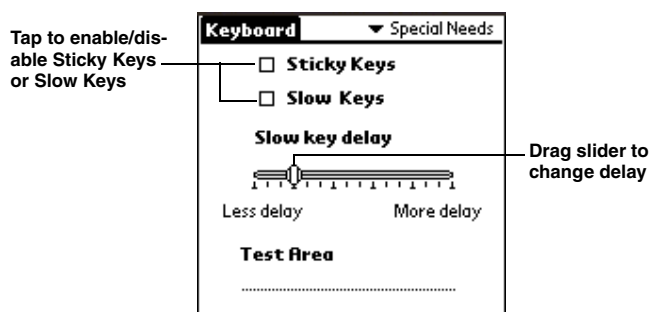 Keyboard
Special Needs
Tap to enable/dis-
able Sticky Keys
or Slow Keys
Sticky Keys
Slow Keys
Slow key delay
Drag slider to
change delay
Less delay More delay
Test Area